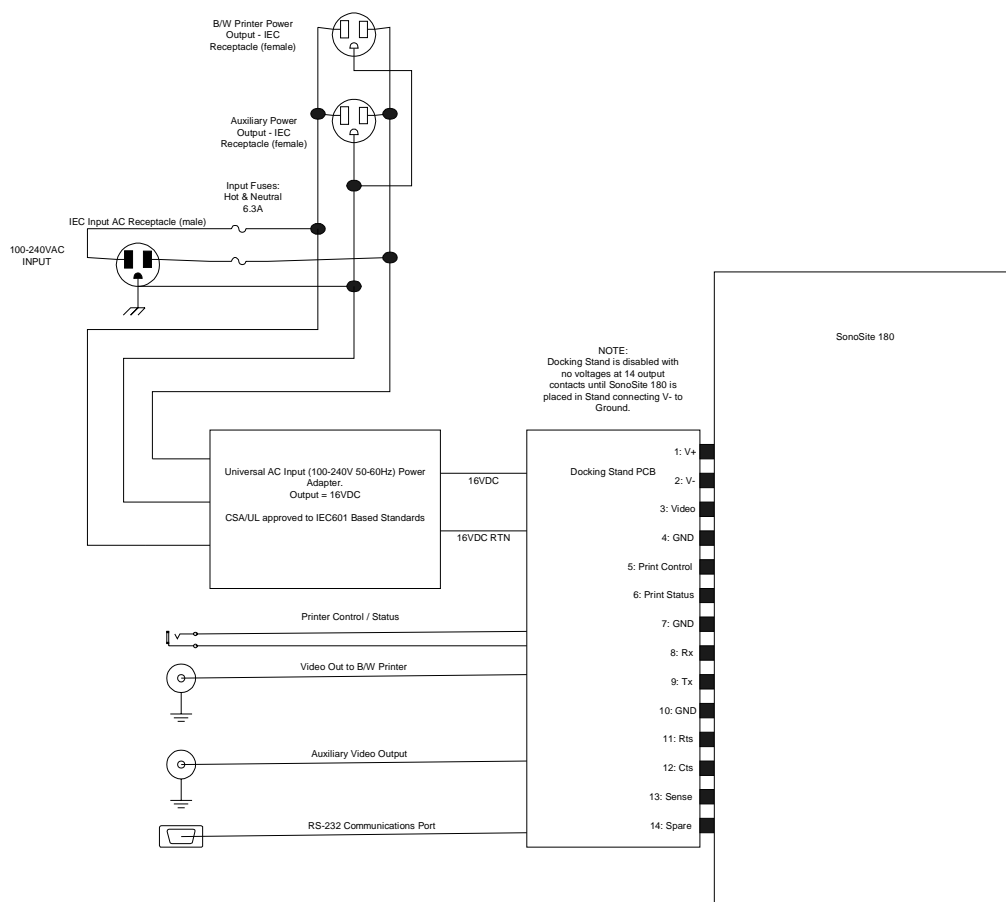 B/W Printer Power
Output - IEC
Receptacle (female)
Auxiliary Power
Output - IEC
Receptacle (female)
Input Fuses:
Hot & Neutral
6.3A
IEC Input AC Receptacle (male)
100-240VAC
INPUT
SonoSite 180
NOTE:
Docking Stand is disabled with
no voltages at 14 output
contacts until SonoSite 180 is
placed in Stand connecting V- to
Ground.
Universal AC Input (100-240V 50-60Hz) Power
Adapter.
Output = 16VDC
CSA/UL approved to IEC601 Based Standards
16VDC
16VDC RTN
Docking Stand PCB
1: V+
2: V-
3: Video
4: GND
5: Print Control
6: Print Status
7: GND
8: Rx
9: Tx
10: GND
11: Rts
12: Cts
13: Sense
14: Spare
Printer Control / Status
Video Out to B/W Printer
Auxiliary Video Output
RS-232 Communications Port